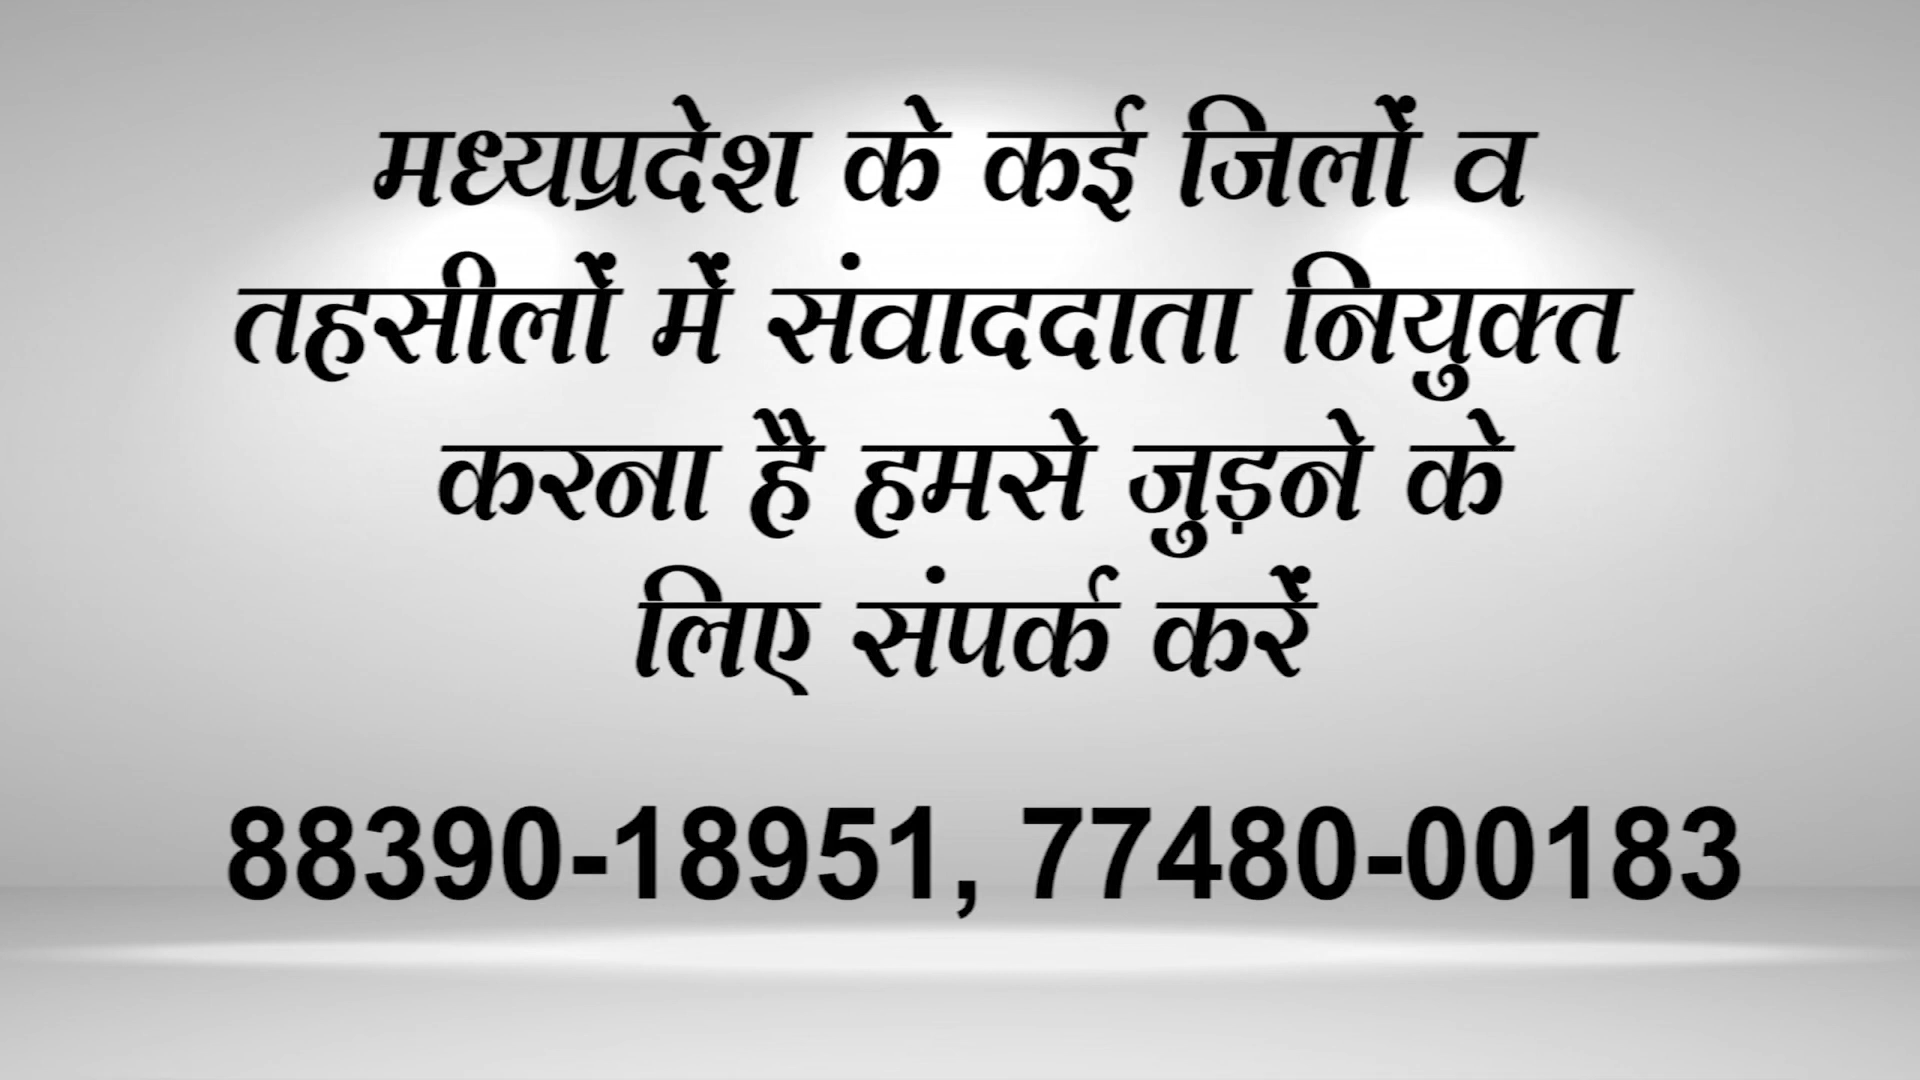 मध्यप्रदेश के कई जिलों व
तहसीलों में संवाददाता नियुक्त
करना है हमसे जुड़ने के
लिए संपर्क करें
88390-18951, 77480-00183